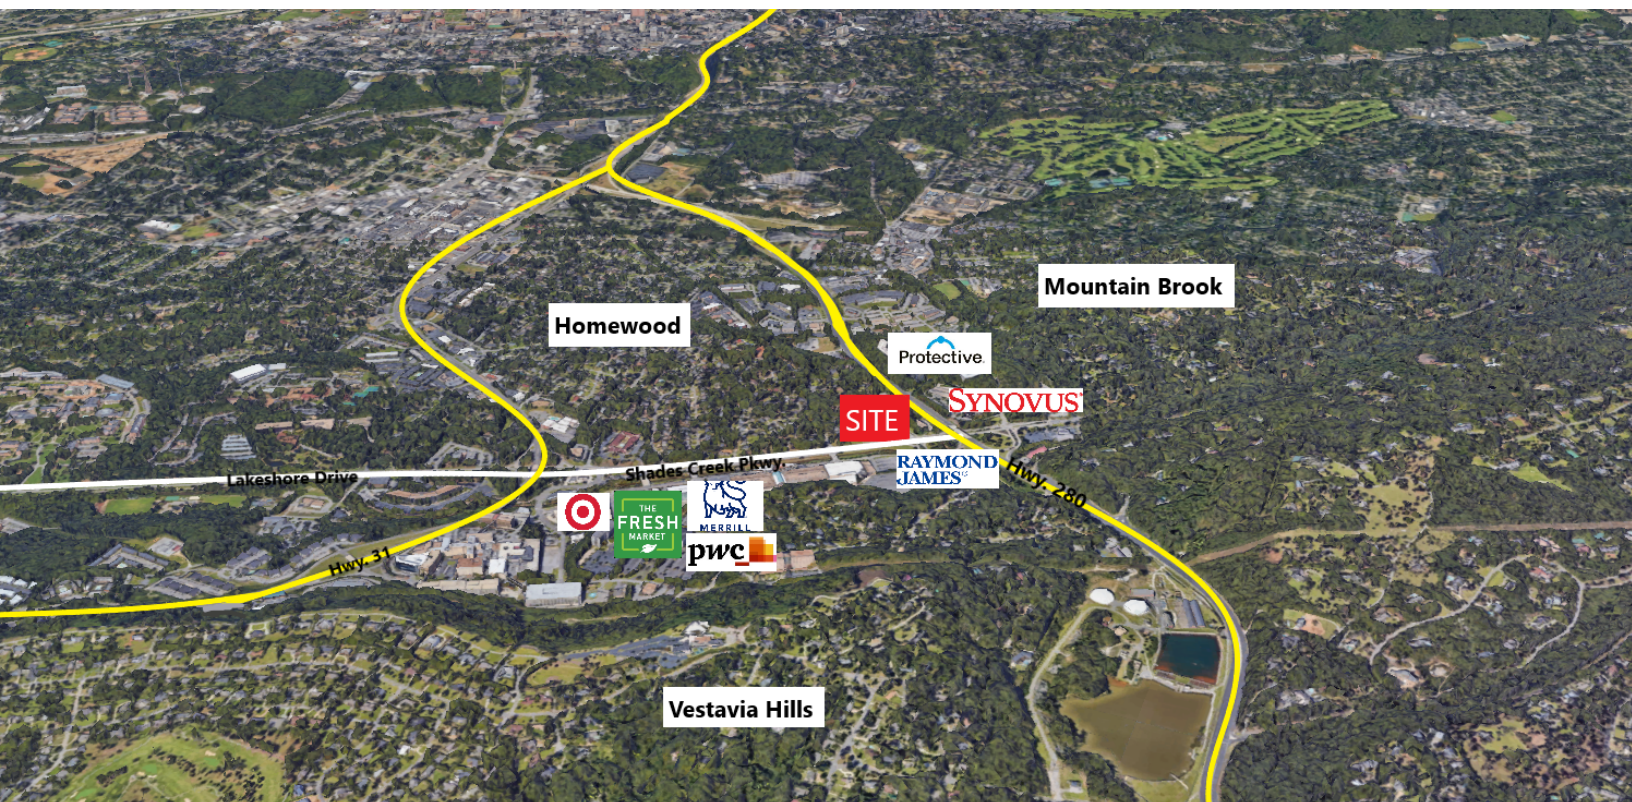 Mountain Brook
Homewood
Protective
SYNOVUS
SITE
RAYMOND
JAMES
Hwy. 280
Shades Creek Pkwy.
Lakeshore Drive
THE
FRESH
MARKET
MERRILL
pwc
Hwy. 31
Vestavia Hills